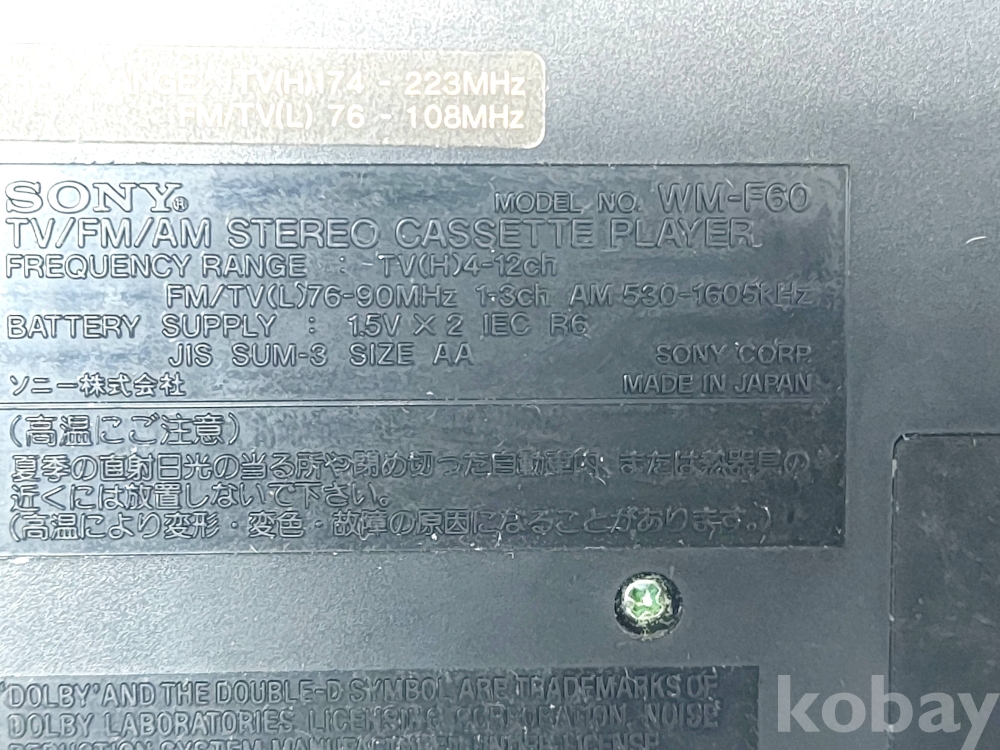 RANGE TV(H)174 - 223MHz
FM/TV(L) 76 - 108MHz
SONY®
MODEL NO. WM-F60
TV/FM/AM STEREO CASSETTE PLAYER
FREQUENCY RANGE : TV(H)4-12ch
FM/TV(L)76-90MHz 1-3ch AM 530-1605kHz
BATTERY SUPPLY : 1.5V × 2 IEC R6
JIS SUM-3 SIZE AA SONY CORP.
ソニー株式会社 MADE IN JAPAN
(高温にご注意)
夏季の直射日光の当る所や閉め切った自動車内、または暖房器具の
近くには放置しないで下さい。
(高温により変形・変色・故障の原因になることがあります。)
'DOLBY' AND THE DOUBLE-D SYMBOL ARE TRADEMARKS OF
DOLBY LABORATORIES LICENSING CORPORATION. NOISE
REDUCTION SYSTEM MANUFACTURED UNDER LICENSE
kobay